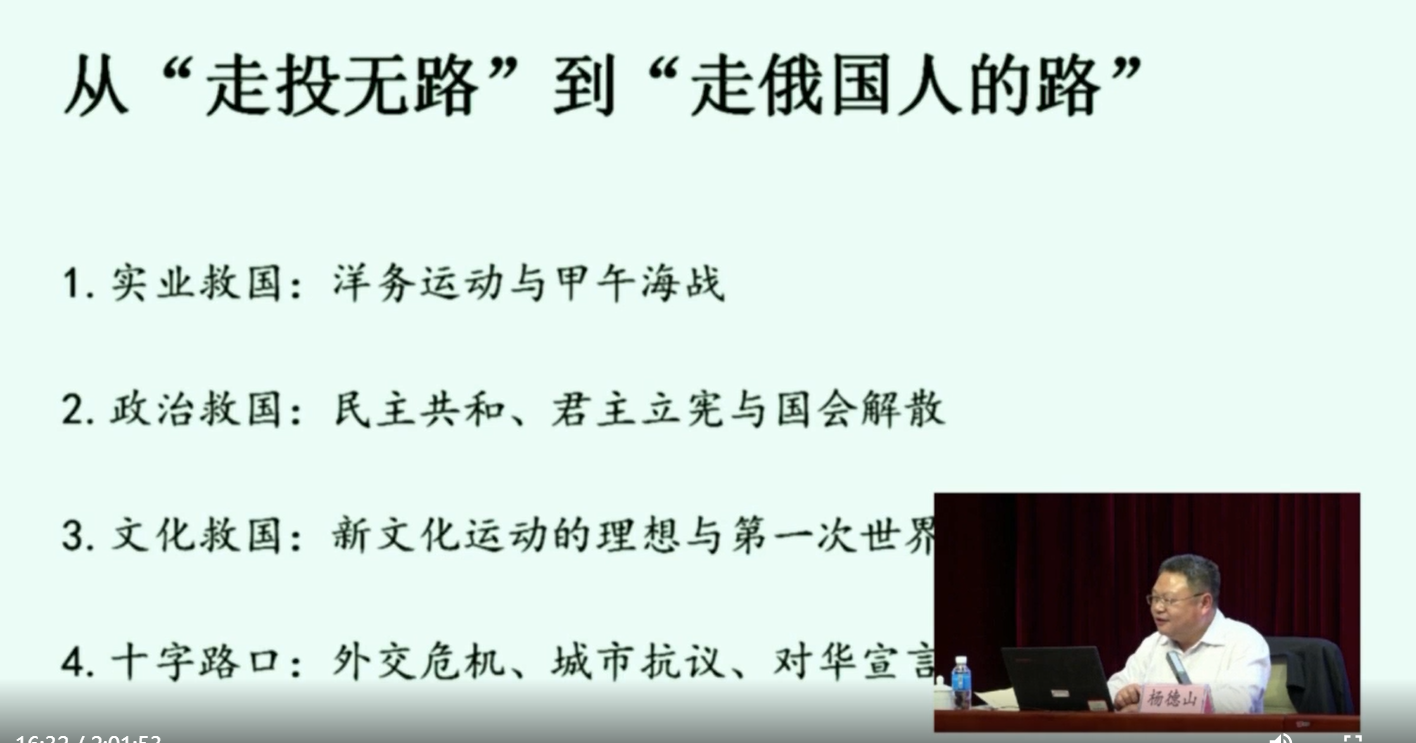 从“走投无路”到“走俄国人的路”
1.实业救国：洋务运动与甲午海战
2.政治救国：民主共和、君主立宪与国会解散
3.文化救国：新文化运动的理想与第一次世界
4.十字路口：外交危机、城市抗议、对华宣言
杨德山
16:32 / 2:01:53